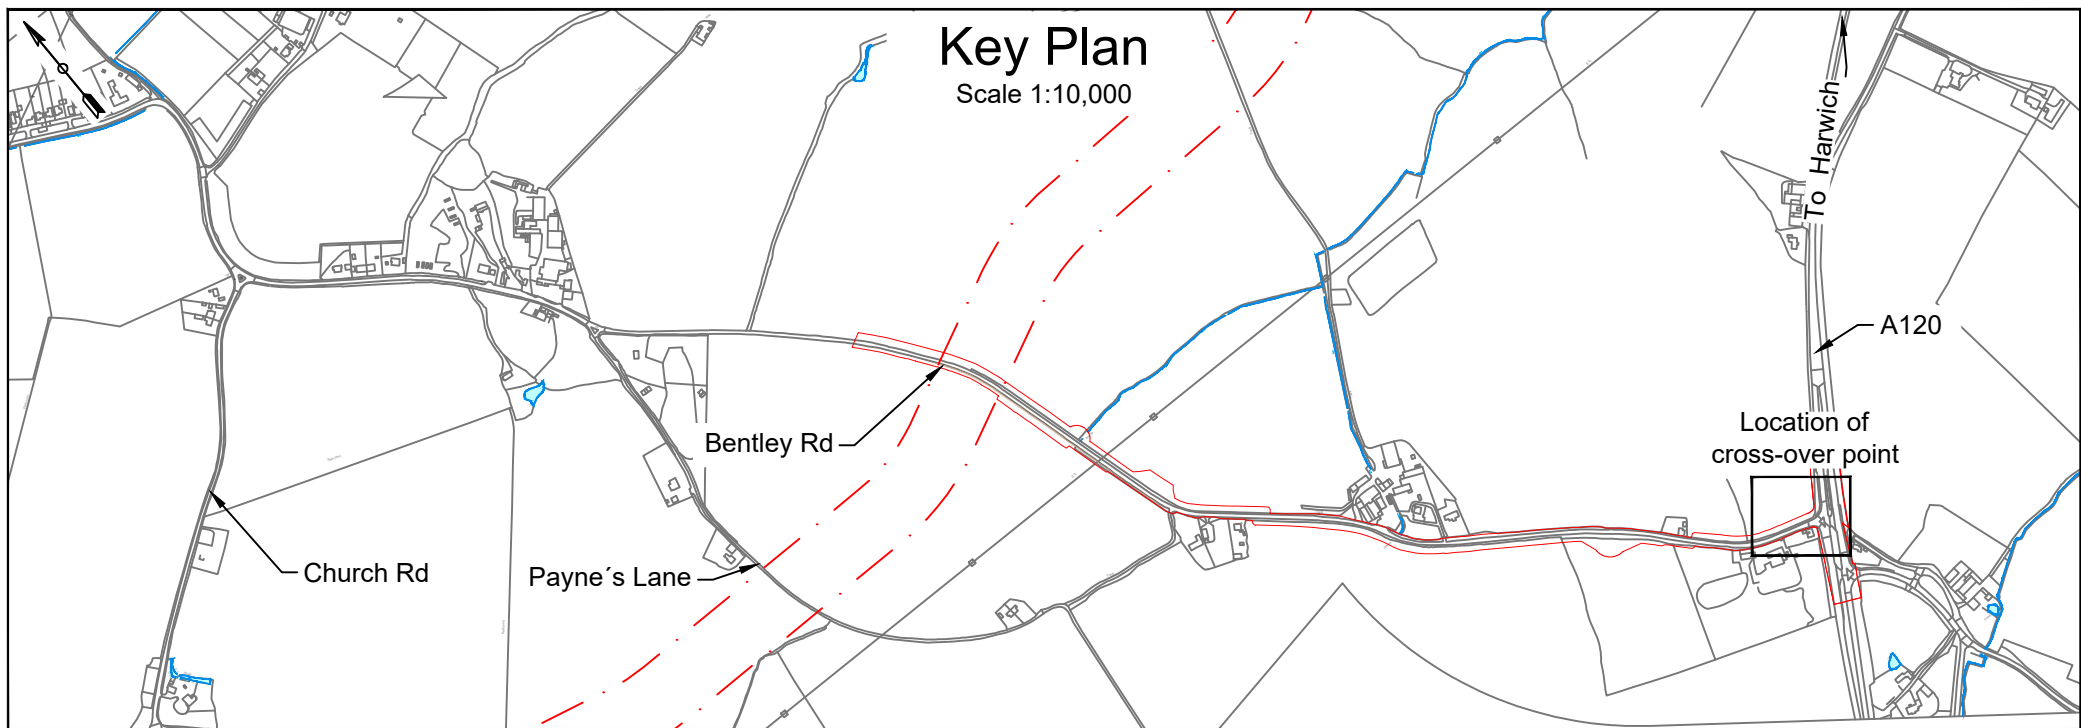 Key Plan
Scale 1:10,000
To Harwich
A120
Location of
cross-over point
Bentley Rd
Church Rd
Payne´s Lane